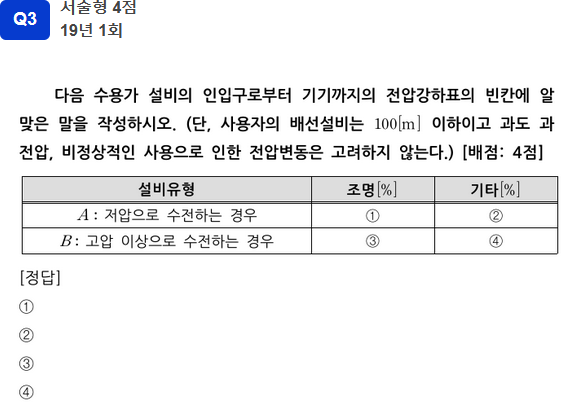 Q3
서술형 4점
19년 1회
다음 수용가 설비의 인입구로부터 기기까지의 전압강하표의 빈칸에 알
맞은 말을 작성하시오. (단, 사용자의 배선설비는 100[m] 이하이고 과도 과
전압, 비정상적인 사용으로 인한 전압변동은 고려하지 않는다.) [배점: 4점]
설비유형 조명[%] 기타[%]
A : 저압으로 수전하는 경우 ① ②
B : 고압 이상으로 수전하는 경우 ③ ④
[정답]
①
②
③
④